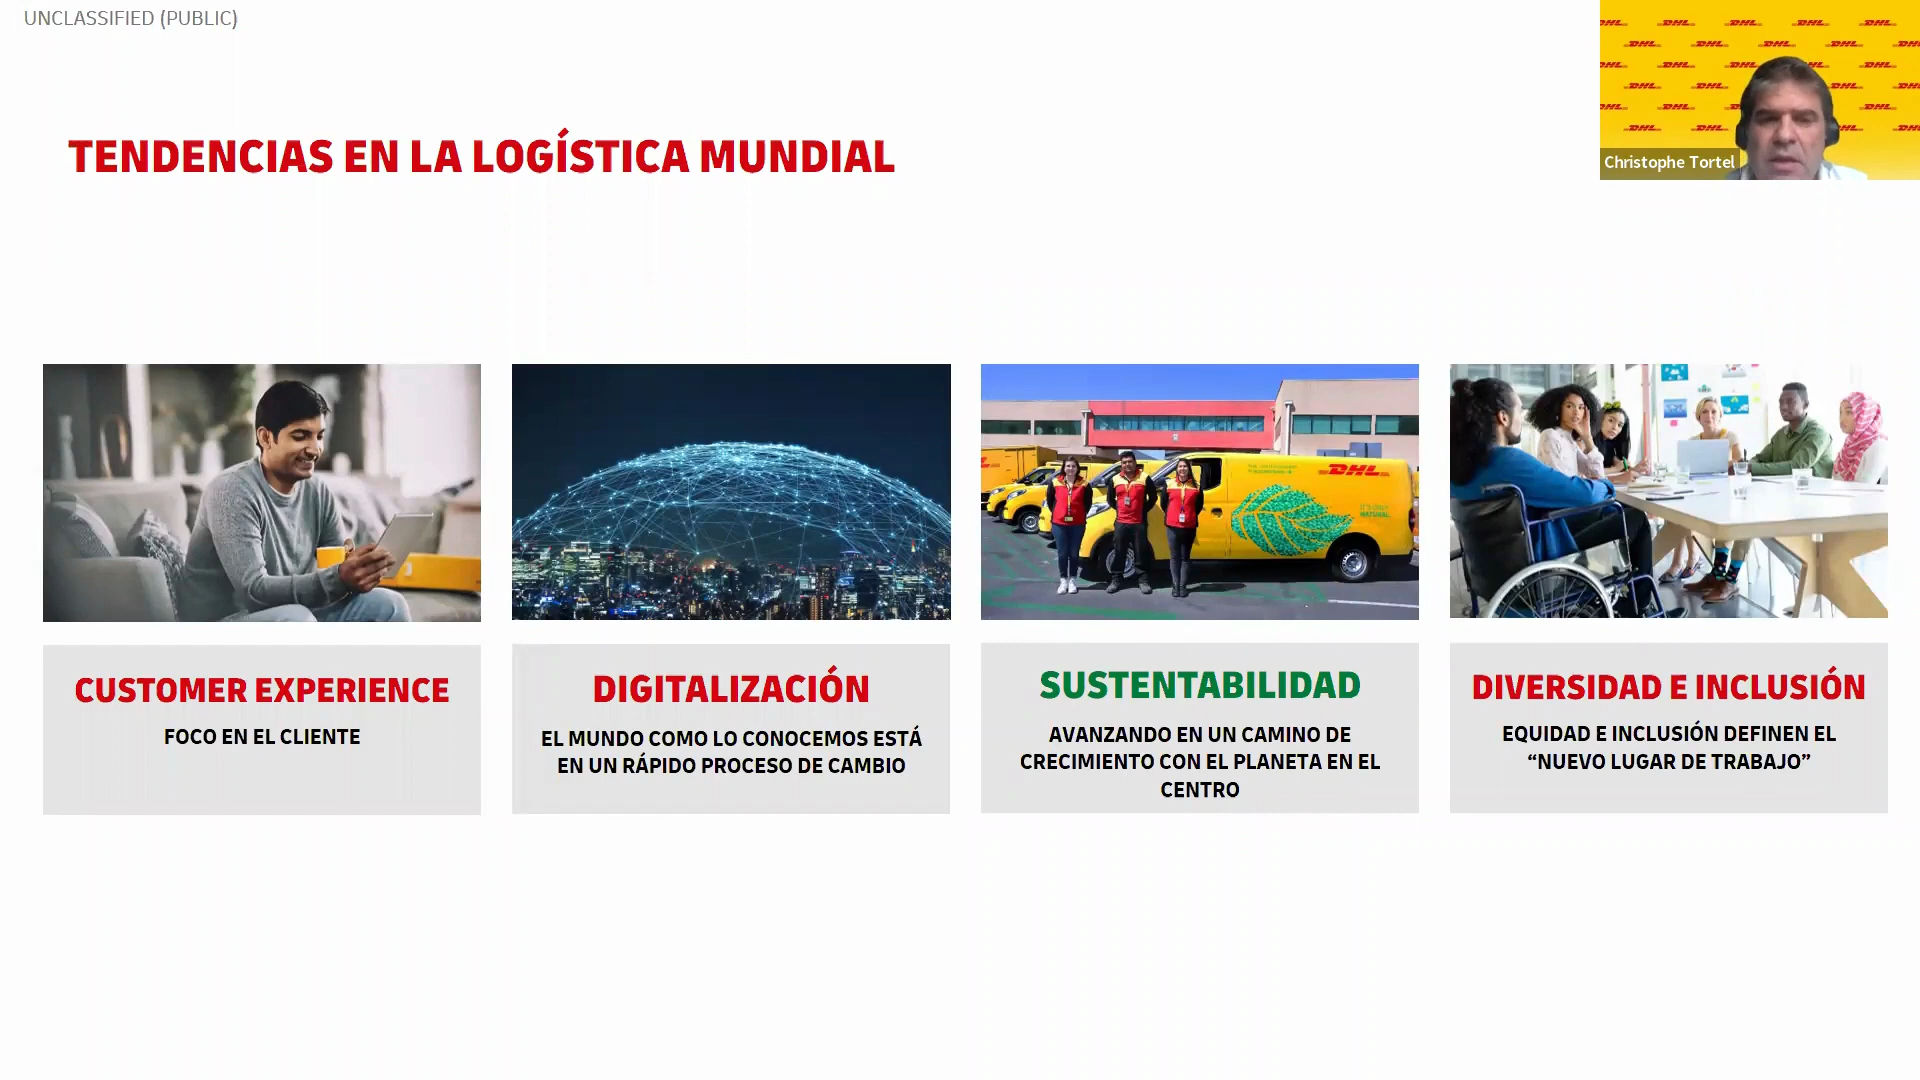 UNCLASSIFIED (PUBLIC)
TENDENCIAS EN LA LOGÍSTICA MUNDIAL
Christophe Tortel
DHL
CUSTOMER EXPERIENCE
FOCO EN EL CLIENTE
DIGITALIZACIÓN
EL MUNDO COMO LO CONOCEMOS ESTÁ
EN UN RÁPIDO PROCESO DE CAMBIO
SUSTENTABILIDAD
AVANZANDO EN UN CAMINO DE
CRECIMIENTO CON EL PLANETA EN EL
CENTRO
DIVERSIDAD E INCLUSIÓN
EQUIDAD E INCLUSIÓN DEFINEN EL
“NUEVO LUGAR DE TRABAJO”